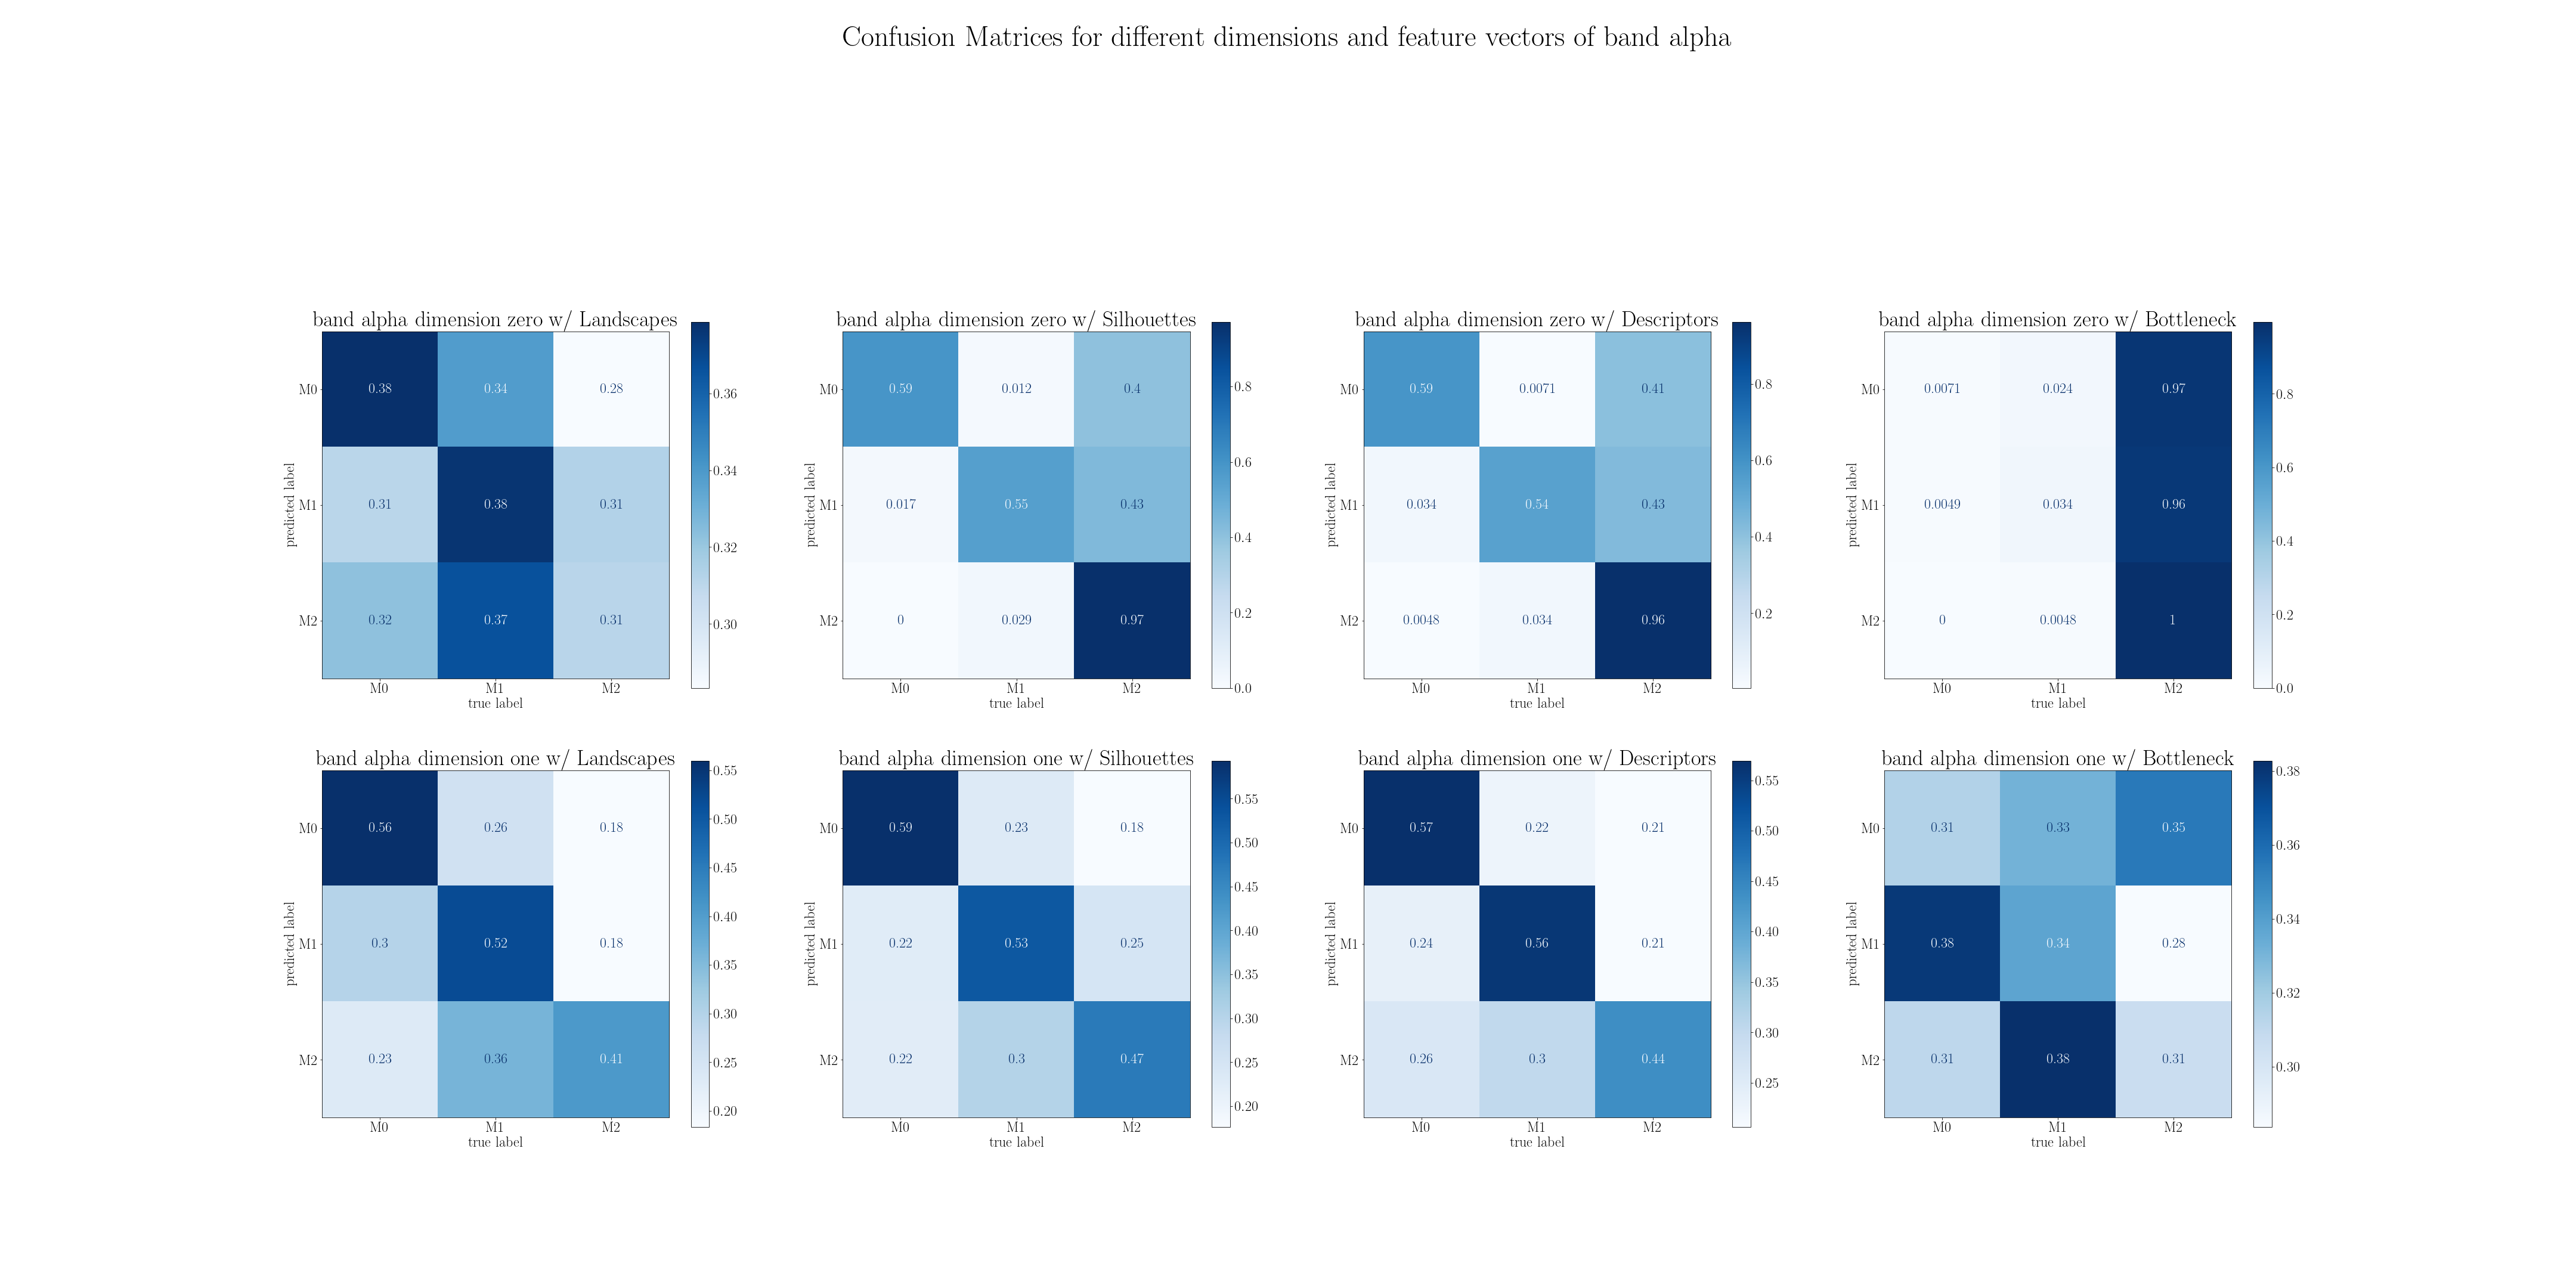 Confusion Matrices for different dimensions and feature vectors of band alpha
band alpha dimension zero w/ Landscapes
M0 0.38 0.34 0.28
M1 0.31 0.38 0.31
M2 0.32 0.37 0.31
M0 M1 M2
true label
predicted label
0.36
0.34
0.32
0.30
band alpha dimension zero w/ Silhouettes
M0 0.59 0.012 0.4
M1 0.017 0.55 0.43
M2 0 0.029 0.97
M0 M1 M2
true label
predicted label
0.8
0.6
0.4
0.2
0.0
band alpha dimension zero w/ Descriptors
M0 0.59 0.0071 0.41
M1 0.034 0.54 0.43
M2 0.0048 0.034 0.96
M0 M1 M2
true label
predicted label
0.8
0.6
0.4
0.2
band alpha dimension zero w/ Bottleneck
M0 0.0071 0.024 0.97
M1 0.0049 0.034 0.96
M2 0 0.0048 1
M0 M1 M2
true label
predicted label
0.8
0.6
0.4
0.2
0.0
band alpha dimension one w/ Landscapes
M0 0.56 0.26 0.18
M1 0.3 0.52 0.18
M2 0.23 0.36 0.41
M0 M1 M2
true label
predicted label
0.55
0.50
0.45
0.40
0.35
0.30
0.25
0.20
band alpha dimension one w/ Silhouettes
M0 0.59 0.23 0.18
M1 0.22 0.53 0.25
M2 0.22 0.3 0.47
M0 M1 M2
true label
predicted label
0.55
0.50
0.45
0.40
0.35
0.30
0.25
0.20
band alpha dimension one w/ Descriptors
M0 0.57 0.22 0.21
M1 0.24 0.56 0.21
M2 0.26 0.3 0.44
M0 M1 M2
true label
predicted label
0.55
0.50
0.45
0.40
0.35
0.30
0.25
band alpha dimension one w/ Bottleneck
M0 0.31 0.33 0.35
M1 0.38 0.34 0.28
M2 0.31 0.38 0.31
M0 M1 M2
true label
predicted label
0.38
0.36
0.34
0.32
0.30